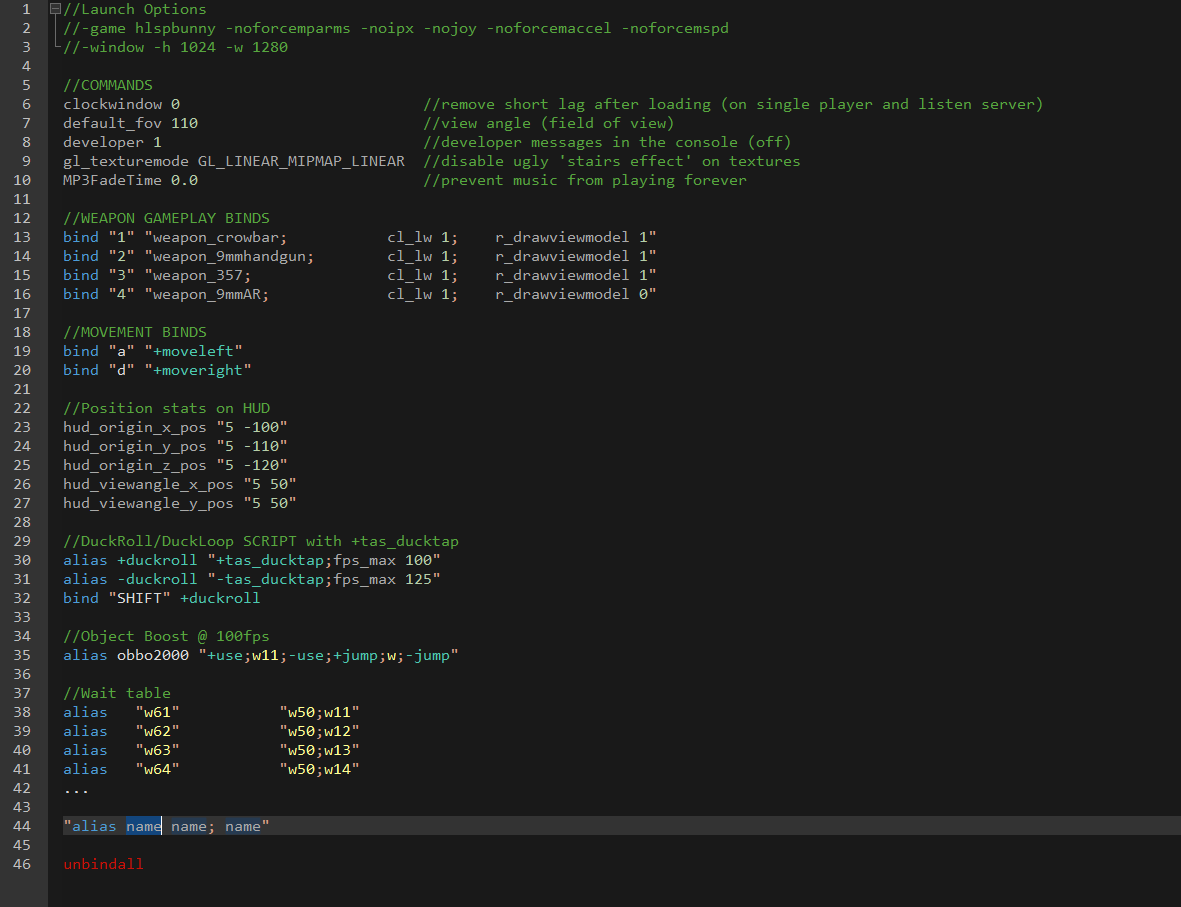 1 //Launch Options
2 //-game hlspbunny -noforcemparms -noipx -nojoy -noforcemaccel -noforcemspd
3 //-window -h 1024 -w 1280
4
5 //COMMANDS
6 clockwindow 0 //remove short lag after loading (on single player and listen server)
7 default_fov 110 //view angle (field of view)
8 developer 1 //developer messages in the console (off)
9 gl_texturemode GL_LINEAR_MIPMAP_LINEAR //disable ugly 'stairs effect' on textures
10 MP3FadeTime 0.0 //prevent music from playing forever
11
12 //WEAPON GAMEPLAY BINDS
13 bind "1" "weapon_crowbar; cl_lw 1; r_drawviewmodel 1"
14 bind "2" "weapon_9mmhandgun; cl_lw 1; r_drawviewmodel 1"
15 bind "3" "weapon_357; cl_lw 1; r_drawviewmodel 1"
16 bind "4" "weapon_9mmAR; cl_lw 1; r_drawviewmodel 0"
17
18 //MOVEMENT BINDS
19 bind "a" "+moveleft"
20 bind "d" "+moveright"
21
22 //Position stats on HUD
23 hud_origin_x_pos "5 -100"
24 hud_origin_y_pos "5 -110"
25 hud_origin_z_pos "5 -120"
26 hud_viewangle_x_pos "5 50"
27 hud_viewangle_y_pos "5 50"
28
29 //DuckRoll/DuckLoop SCRIPT with +tas_ducktap
30 alias +duckroll "+tas_ducktap;fps_max 100"
31 alias -duckroll "-tas_ducktap;fps_max 125"
32 bind "SHIFT" +duckroll
33
34 //Object Boost @ 100fps
35 alias obbo2000 "+use;w11;-use;+jump;w;-jump"
36
37 //Wait table
38 alias "w61" "w50;w11"
39 alias "w62" "w50;w12"
40 alias "w63" "w50;w13"
41 alias "w64" "w50;w14"
42 ...
43
44 "alias name name; name"
45
46 unbindall